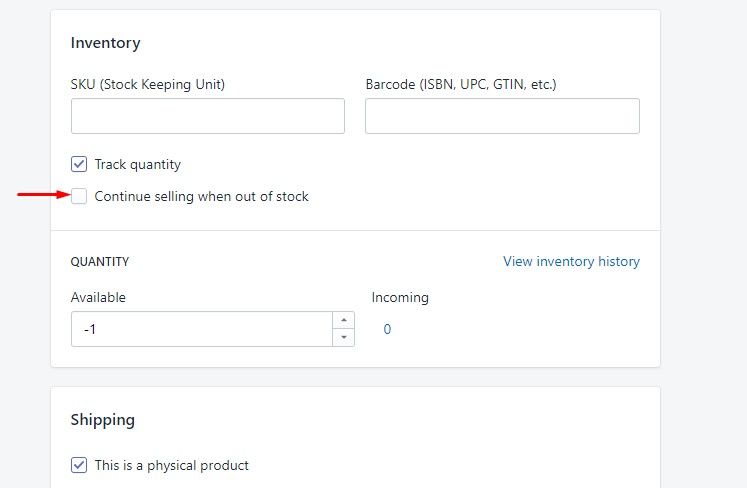 Inventory
SKU (Stock Keeping Unit) Barcode (ISBN, UPC, GTIN, etc.)
Track quantity
Continue selling when out of stock
QUANTITY View inventory history
Available Incoming
-1 0
Shipping
This is a physical product